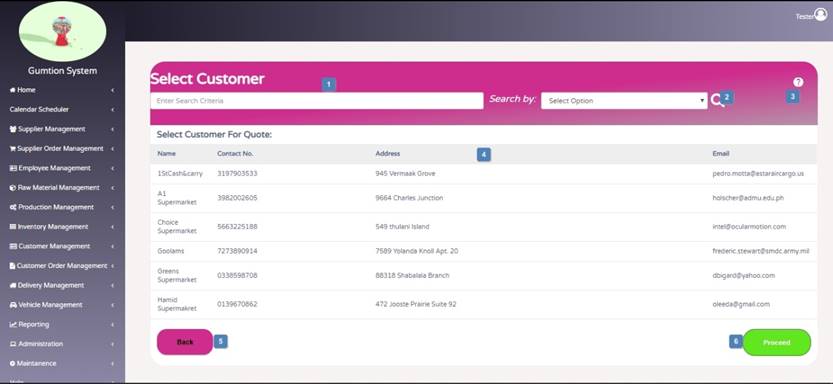 Tester
Gumtion System
Home
Calendar Scheduler
Supplier Management
Supplier Order Management
Employee Management
Raw Material Management
Production Management
Inventory Management
Customer Management
Customer Order Management
Delivery Management
Vehicle Management
Reporting
Administration
Maintanence
Help
Select Customer
1
?
Enter Search Criteria
Search by:
Select Option
2
3
Select Customer For Quote:
Name Contact No. Address 4 Email
1StCash&carry 3197903533 945 Vermaak Grove pedro.motta@estaraircargo.us
A1
Supermarket 3982002605 9664 Charles Junction holscher@admu.edu.ph
Choice
Supermarket 5663225188 549 thulani Island intel@ocularmotion.com
Goolams 7273890914 7589 Yolanda Knoll Apt. 20 frederic.stewart@smdc.army.mil
Greens
Supermarket 0338598708 88318 Shabalala Branch dbigard@yahoo.com
Hamid
Supermakret 0139670862 472 Jooste Prairie Suite 92 oleeda@gmail.com
Back 5 6 Proceed